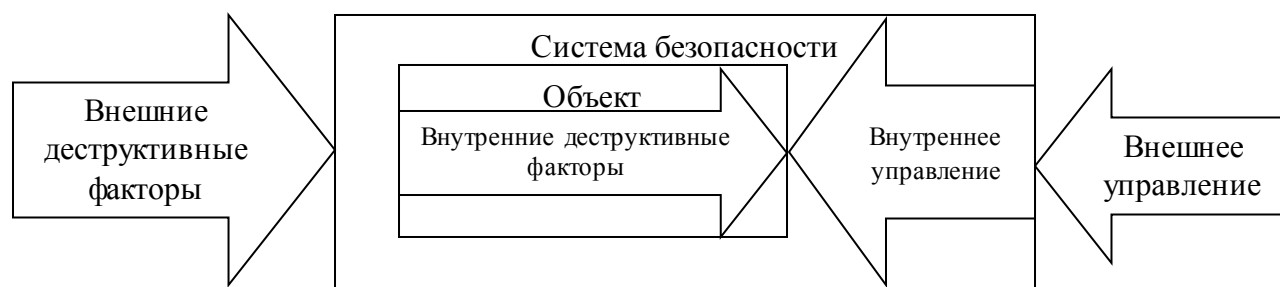 Система безопасности
Объект
Внешние
деструктивные
факторы
Внутренние деструктивные
факторы
Внутреннее
управление
Внешнее
управление